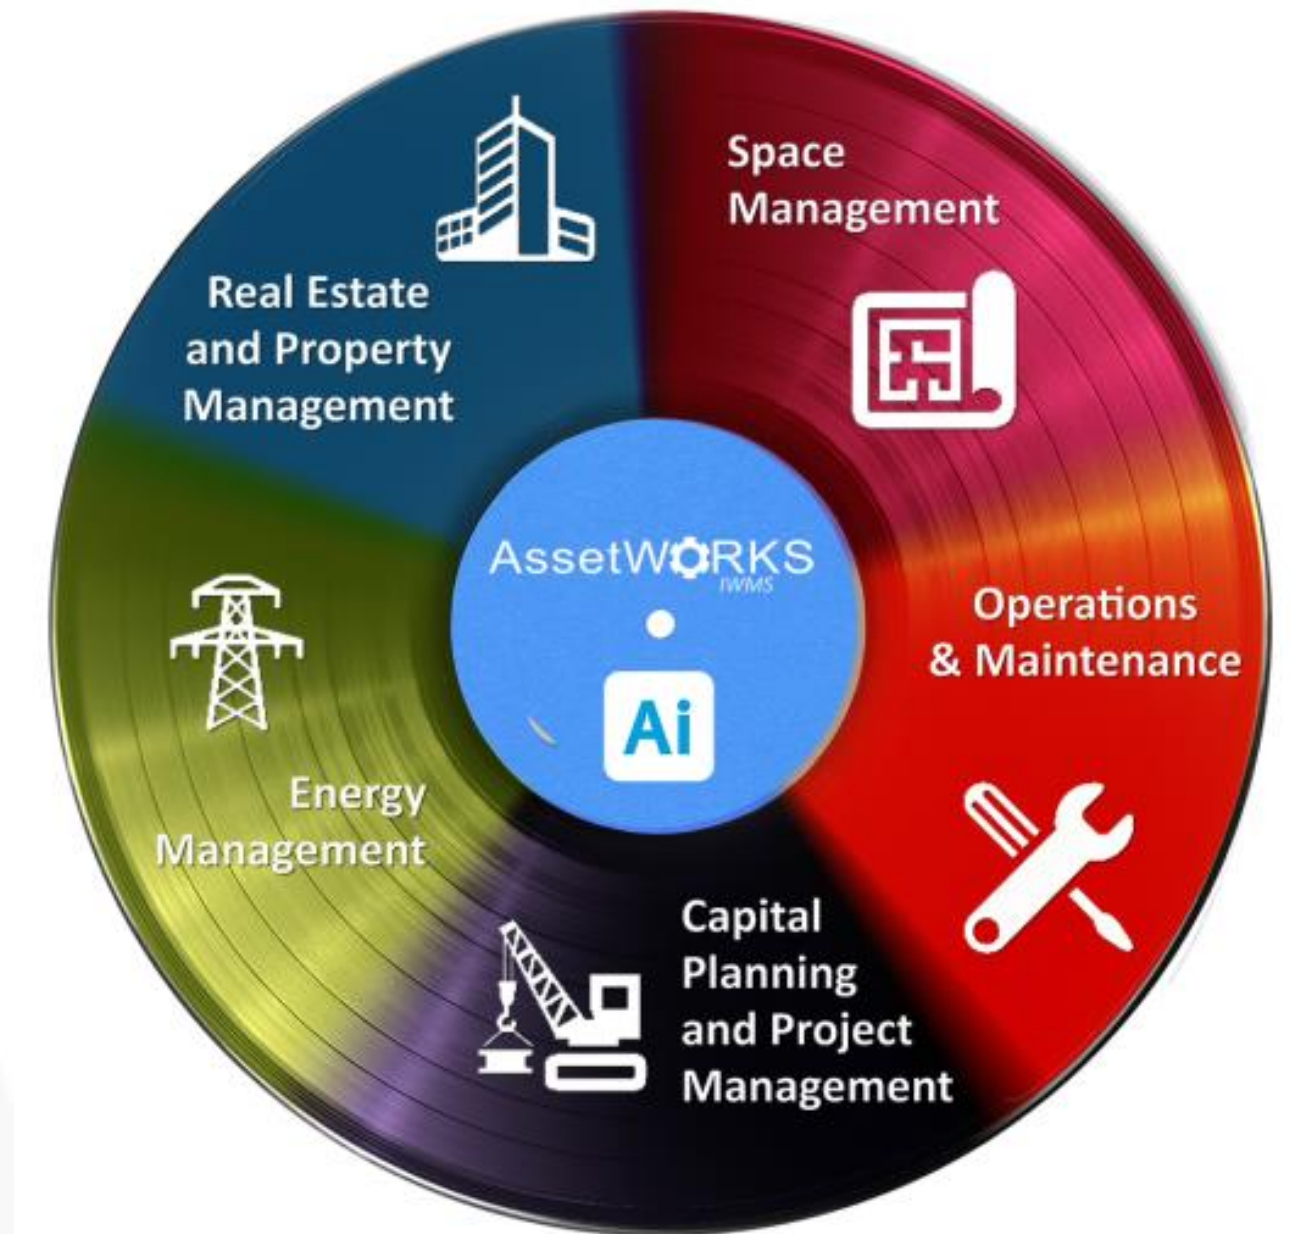 Space
Management
Real Estate
and Property
Management
AssetWORKS
IWMS
Ai
Operations
& Maintenance
Energy
Management
Capital
Planning
and Project
Management